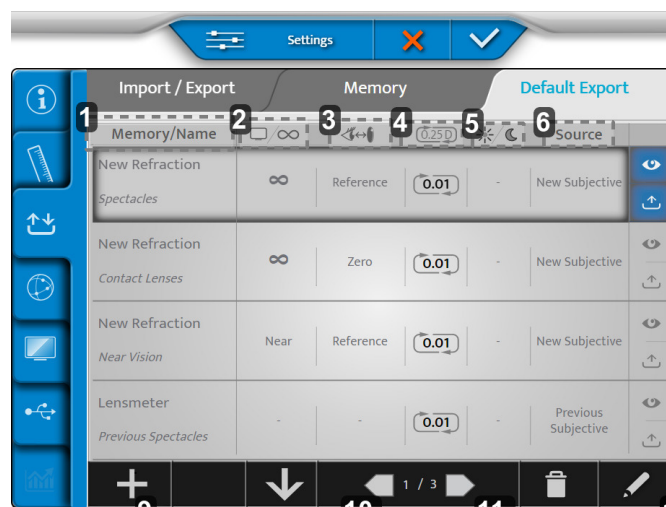 Settings
Import / Export Memory Default Export
1 2 3 4 5 6
Memory/Name ∞ 0.25D Source
New Refraction
Spectacles
∞ Reference 0.01 - New Subjective
New Refraction
Contact Lenses
∞ Zero 0.01 - New Subjective
New Refraction
Near Vision
Near Reference 0.01 - New Subjective
Lensmeter
Previous Spectacles
- - 0.01 - Previous
Subjective
1 / 3